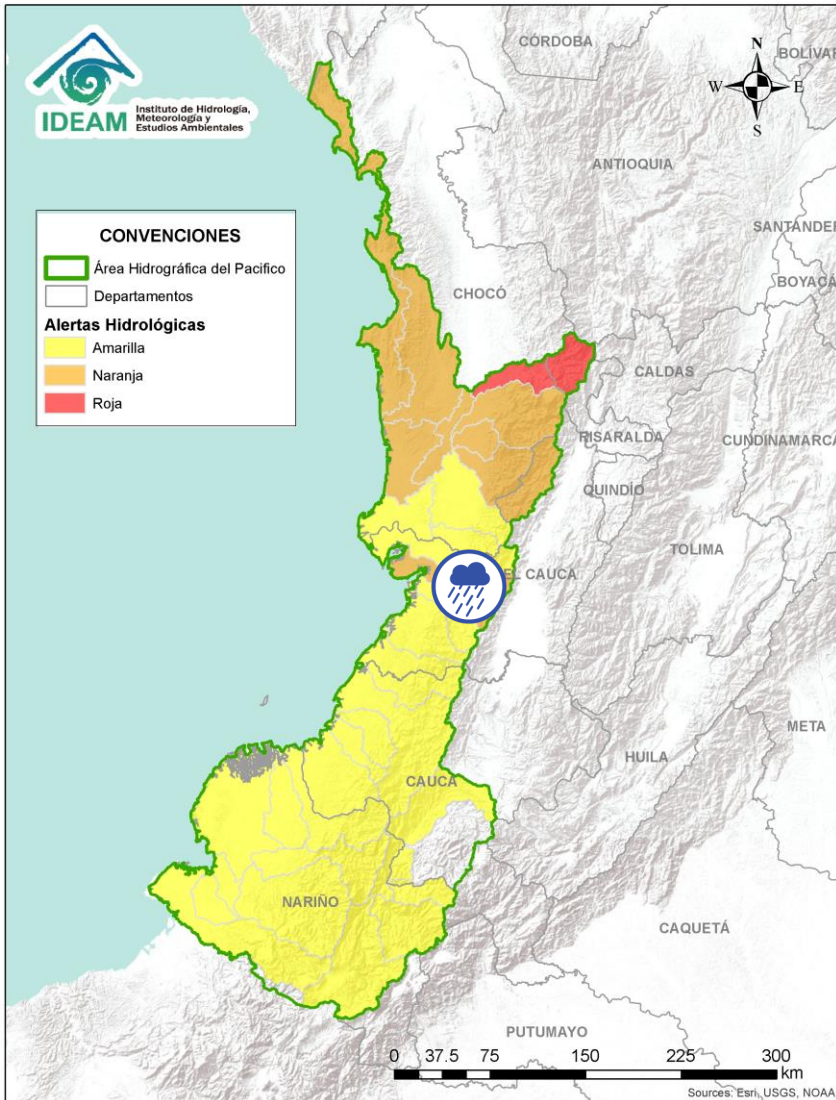 IDEAM
Instituto de Hidrología,
Meteorología y
Estudios Ambientales
CÓRDOBA
BOLÍVAR
N
W
E
S
ANTIOQUIA
SANTANDER
BOYACÁ
CONVENCIONES
Área Hidrográfica del Pacifico
Departamentos
Alertas Hidrológicas
Amarilla
Naranja
Roja
CHOCÓ
CALDAS
RISARALDA
CUNDINAMARCA
QUINDÍO
TOLIMA
EL CAUCA
META
HUILA
CAUCA
NARIÑO
CAQUETÁ
PUTUMAYO
0 37.5 75 150 225 300
km
Sources: Esri, USGS, NOAA